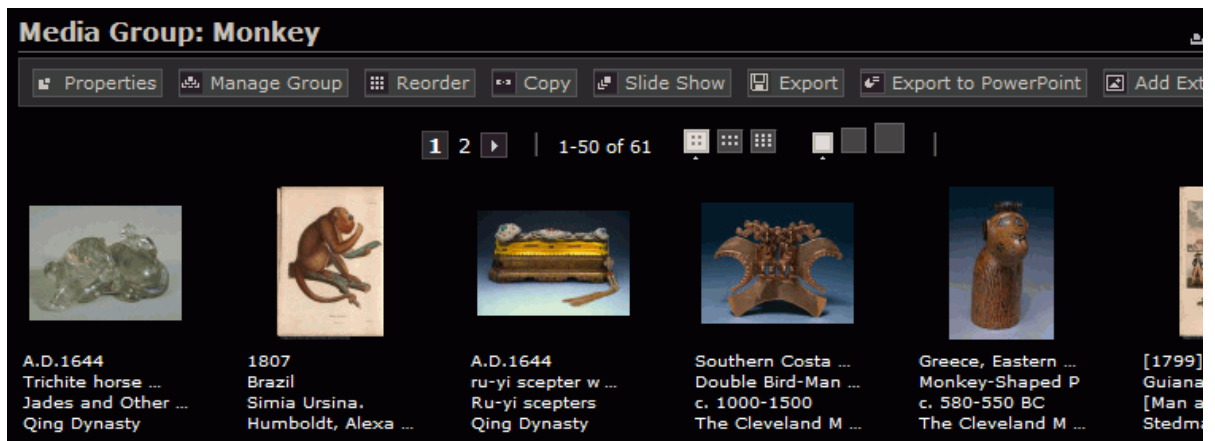 Media Group: Monkey
Properties Manage Group Reorder Copy Slide Show Export Export to PowerPoint Add Ext
1 2 1-50 of 61
A.D.1644
Trichite horse ...
Jades and Other ...
Qing Dynasty
1807
Brazil
Simia Ursina.
Humboldt, Alexa ...
A.D.1644
ru-yi scepter w ...
Ru-yi scepters
Qing Dynasty
Southern Costa ...
Double Bird-Man ...
c. 1000-1500
The Cleveland M ...
Greece, Eastern ...
Monkey-Shaped P
c. 580-550 BC
The Cleveland M ...
[1799]
Guiana
[Man a
Stedma